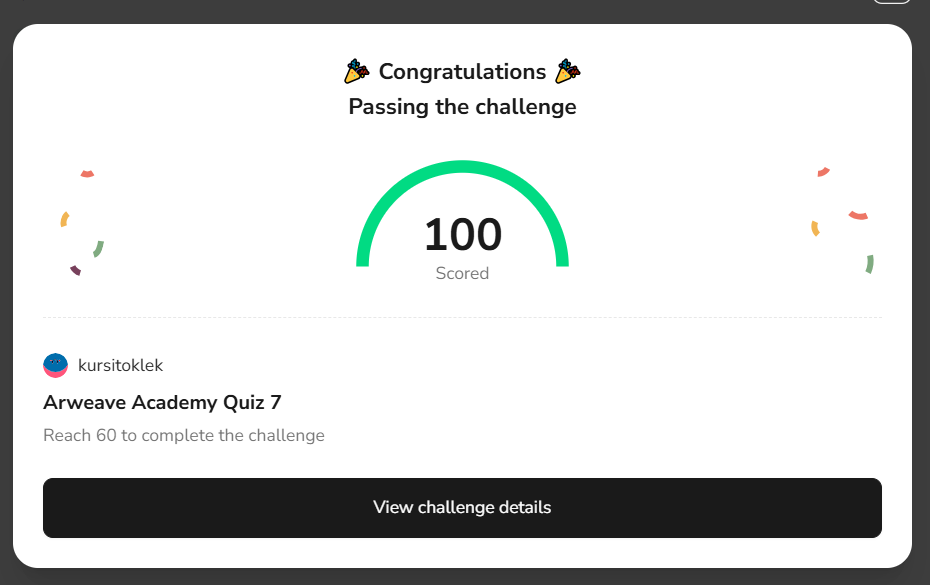 🎉 Congratulations 🎉
Passing the challenge
100
Scored
kursitoklek
Arweave Academy Quiz 7
Reach 60 to complete the challenge
View challenge details